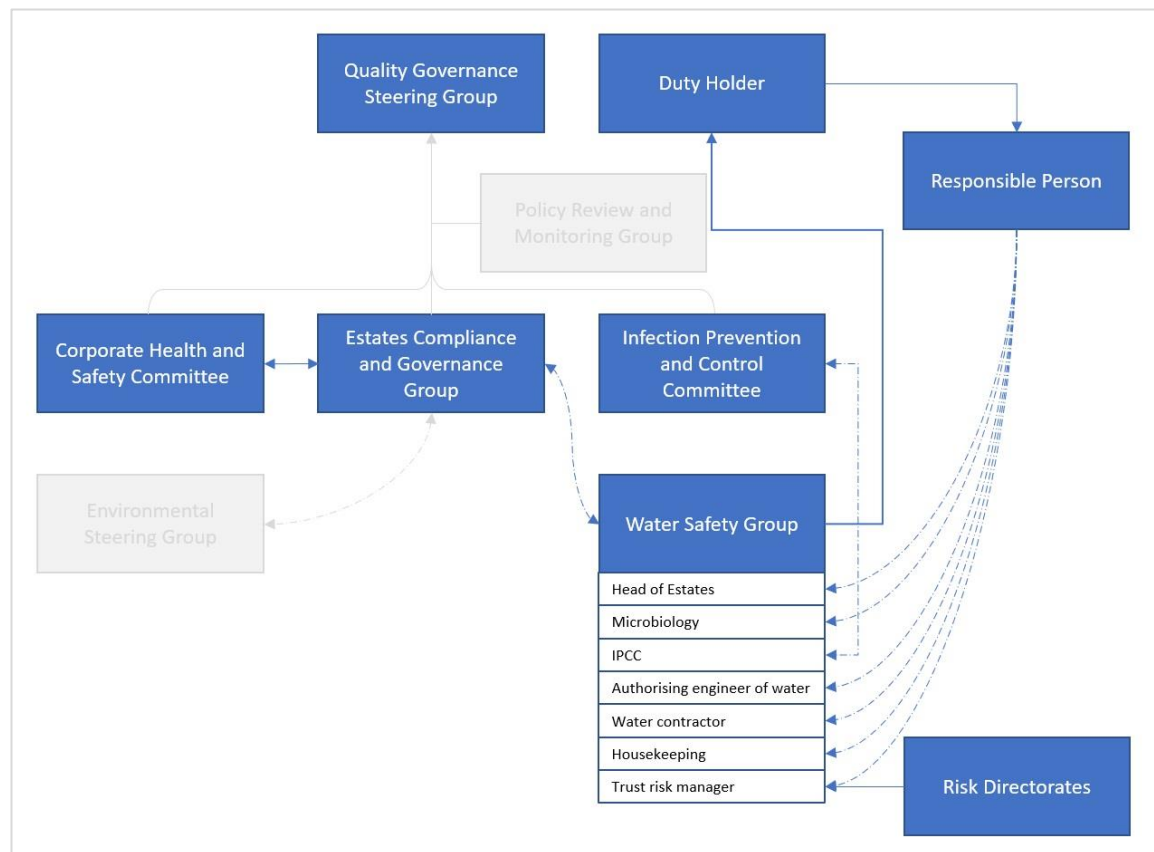 Quality Governance
Steering Group
Duty Holder
Responsible Person
Policy Review and
Monitoring Group
Corporate Health and
Safety Committee
Estates Compliance
and Governance
Group
Infection Prevention
and Control
Committee
Environmental
Steering Group
Water Safety Group
Head of Estates
Microbiology
IPCC
Authorising engineer of water
Water contractor
Housekeeping
Trust risk manager
Risk Directorates